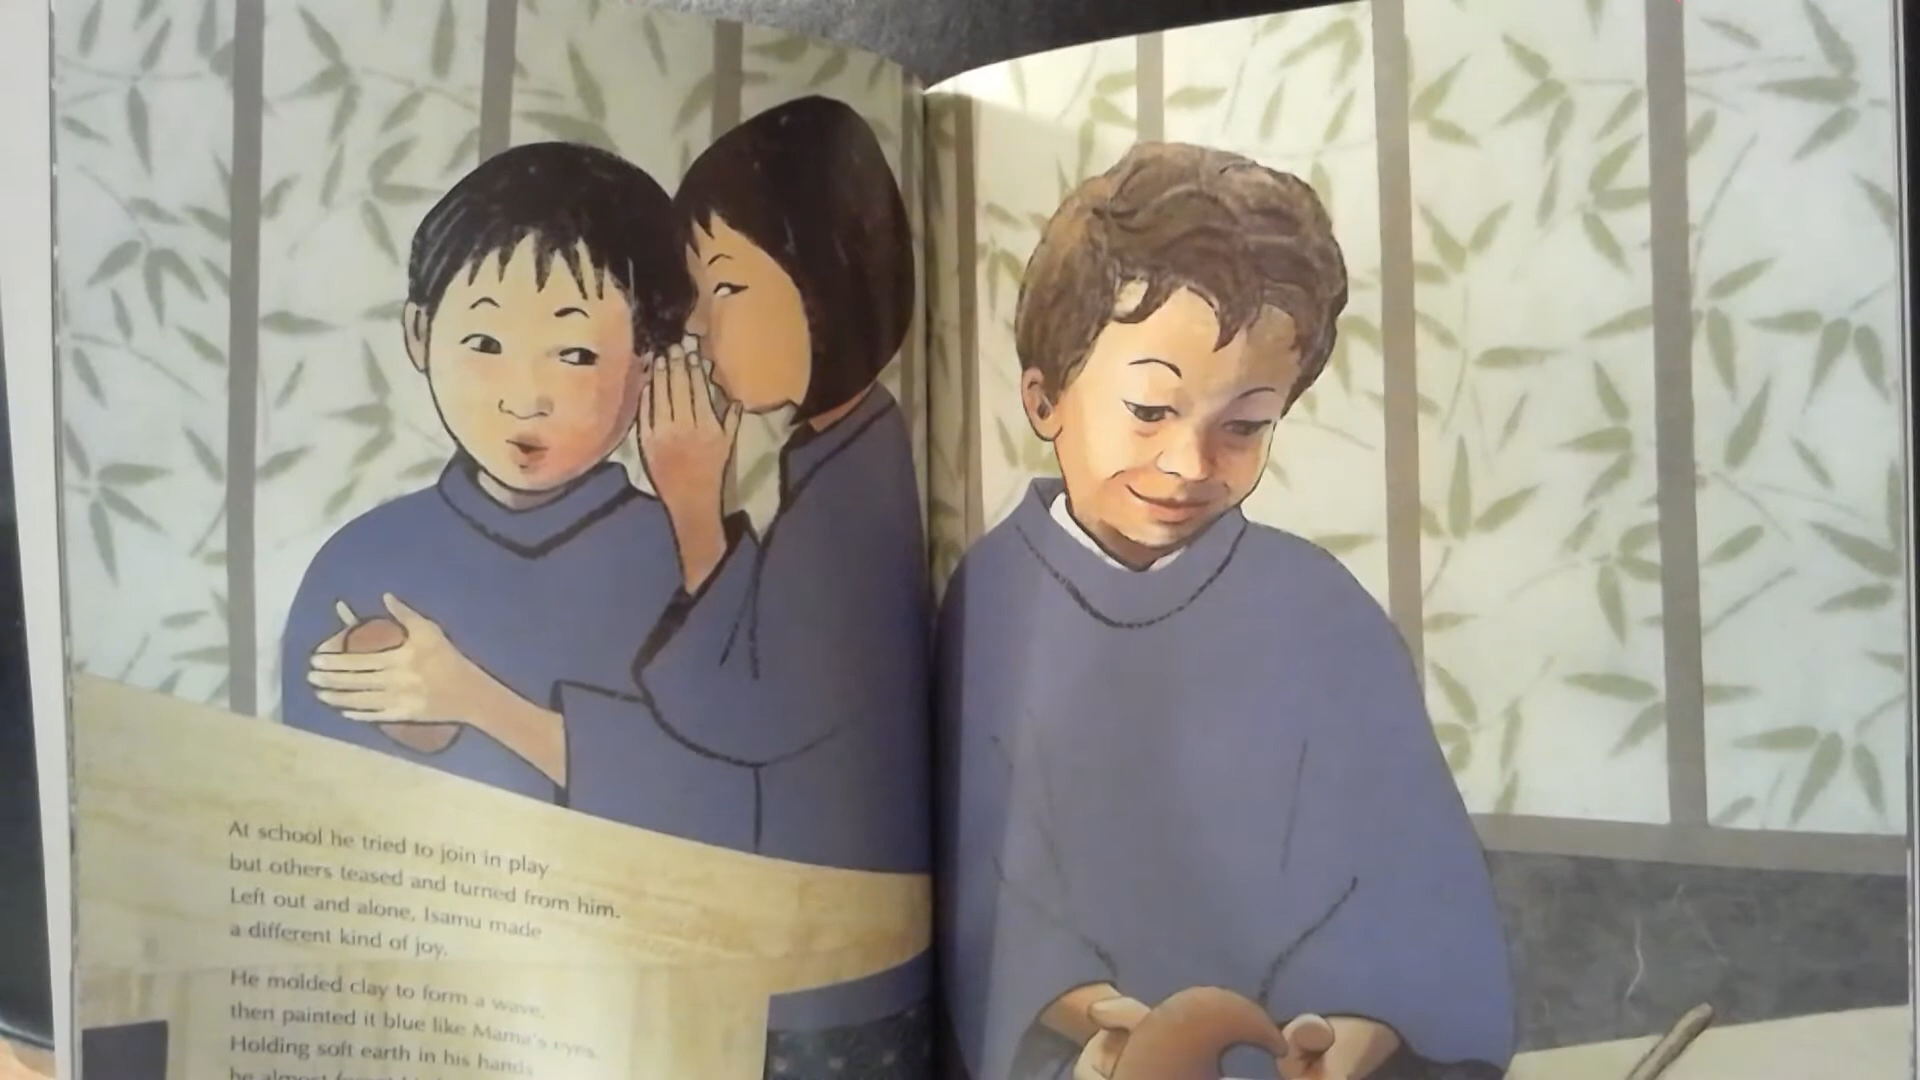 At school he tried to join in play
but others teased and turned from him.
Left out and alone, Isamu made
a different kind of joy.
He molded clay to form a wave,
then painted it blue like Mama's eyes.
Holding soft earth in his hands
he almost